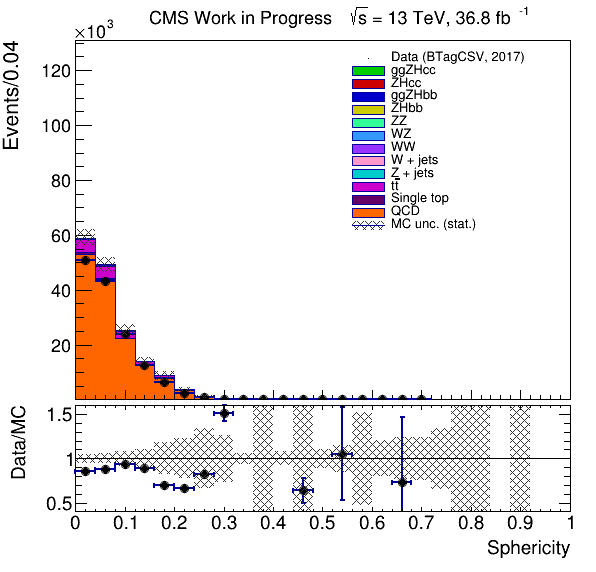 CMS Work in Progress √s = 13 TeV, 36.8 fb⁻¹
×10³
Events/0.04
120
100
80
60
40
20
Data (BTagCSV, 2017)
ggZHcc
ZHcc
ggZHbb
ZHbb
ZZ
WZ
WW
W + jets
Z + jets
tt̄
Single top
QCD
MC unc. (stat.)
Data/MC
1.5
1
0.5
0 0.1 0.2 0.3 0.4 0.5 0.6 0.7 0.8 0.9 1
Sphericity